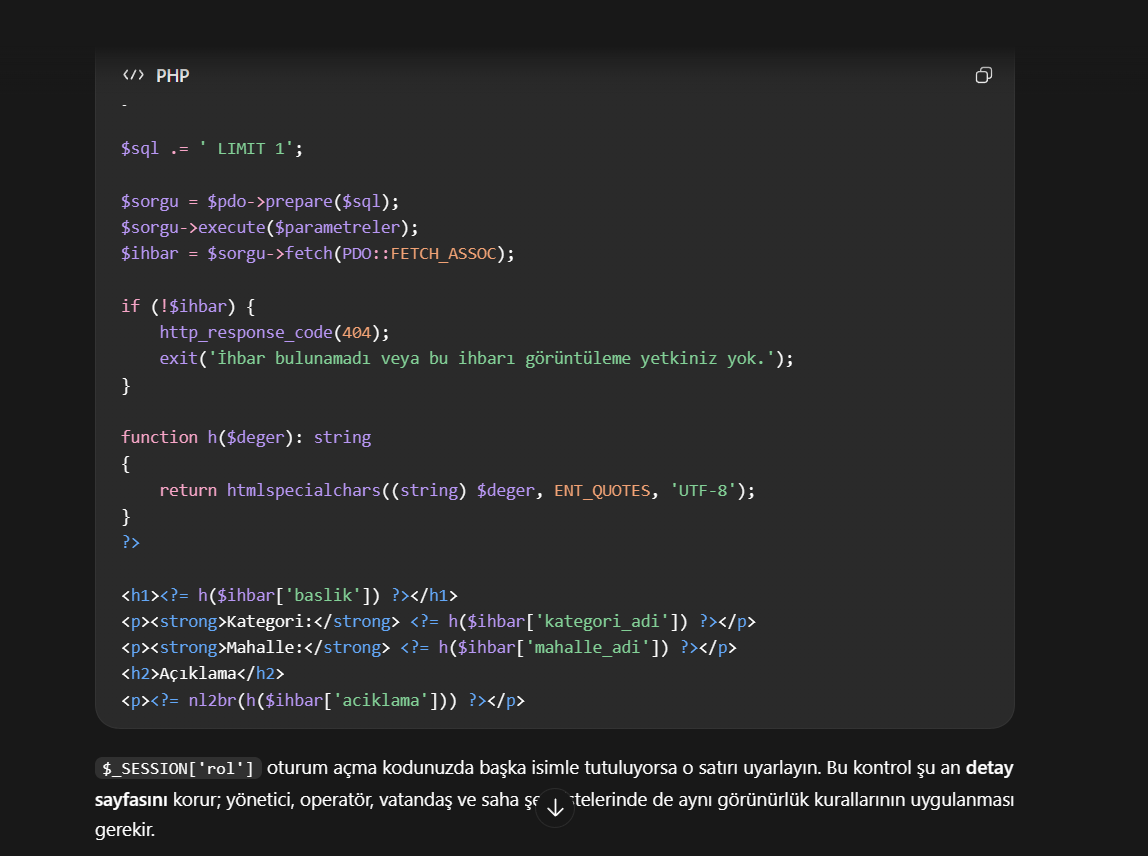 </> PHP
$sql .= ' LIMIT 1';
$sorgu = $pdo->prepare($sql);
$sorgu->execute($parametreler);
$ihbar = $sorgu->fetch(PDO::FETCH_ASSOC);
if (!$ihbar) {
    http_response_code(404);
    exit('İhbar bulunamadı veya bu ihbarı görüntüleme yetkiniz yok.');
}
function h($deger): string
{
    return htmlspecialchars((string) $deger, ENT_QUOTES, 'UTF-8');
}
?>
<h1><?= h($ihbar['baslik']) ?></h1>
<p><strong>Kategori:</strong> <?= h($ihbar['kategori_adi']) ?></p>
<p><strong>Mahalle:</strong> <?= h($ihbar['mahalle_adi']) ?></p>
<h2>Açıklama</h2>
<p><?= nl2br(h($ihbar['aciklama'])) ?></p>
$_SESSION['rol'] oturum açma kodunuzda başka isimle tutuluyorsa o satırı uyarlayın. Bu kontrol şu an detay
sayfasını korur; yönetici, operatör, vatandaş ve saha de aynı görünürlük kurallarının uygulanması
gerekir.